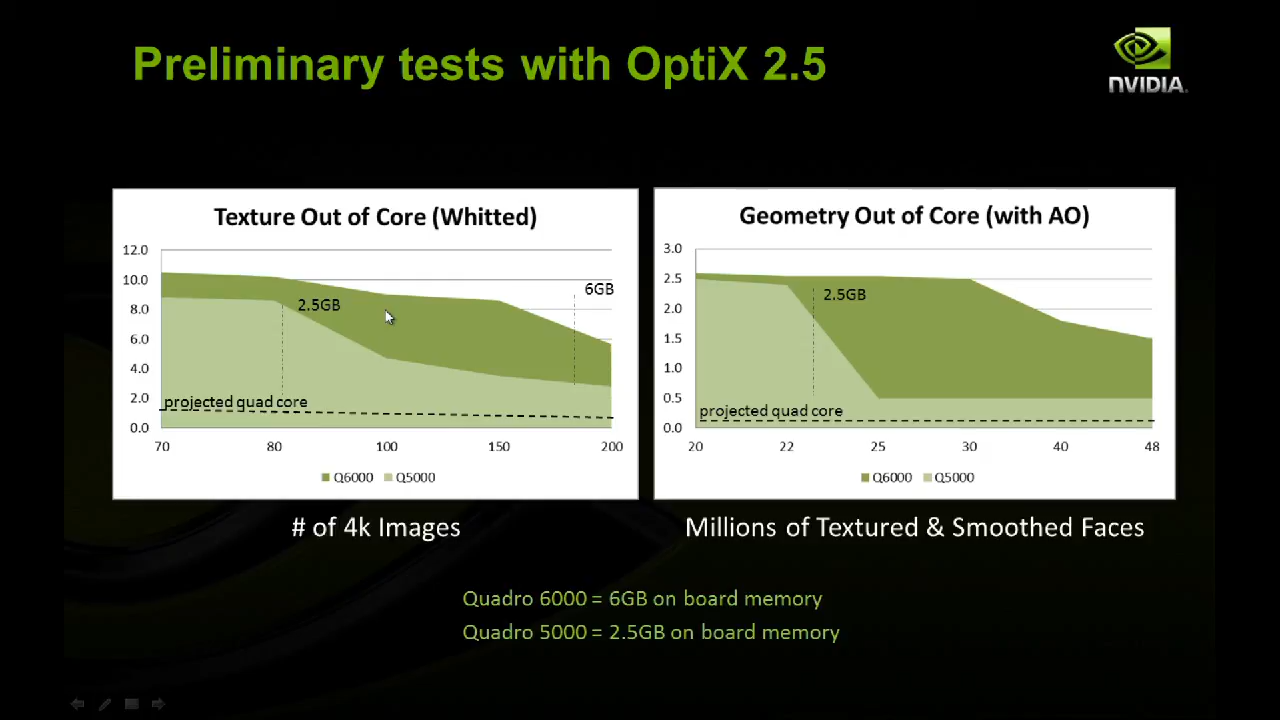 Preliminary tests with OptiX 2.5
NVIDIA
Texture Out of Core (Whitted)
12.0
10.0
8.0
6.0
4.0
2.0
0.0
2.5GB
6GB
projected quad core
70 80 100 150 200
Q6000 Q5000
# of 4k Images
Geometry Out of Core (with AO)
3.0
2.5
2.0
1.5
1.0
0.5
0.0
2.5GB
projected quad core
20 22 25 30 40 48
Q6000 Q5000
Millions of Textured & Smoothed Faces
Quadro 6000 = 6GB on board memory
Quadro 5000 = 2.5GB on board memory